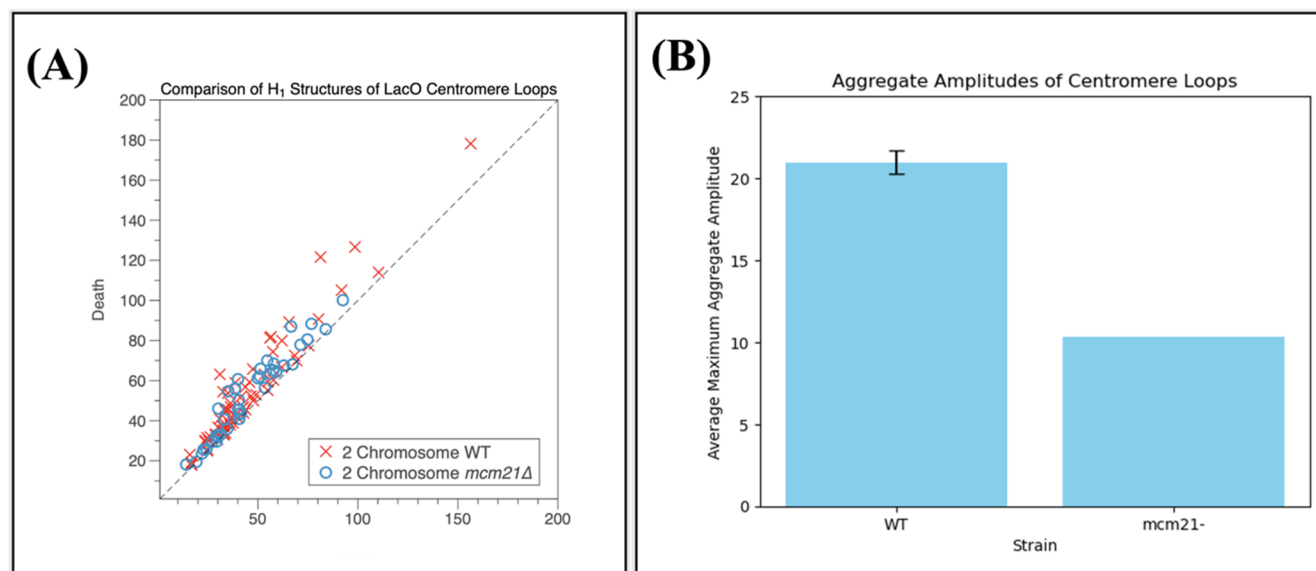 (A)
Comparison of H₁ Structures of LacO Centromere Loops
200
180
160
140
120
100
80
60
40
20
Death
50 100 150 200
2 Chromosome WT
2 Chromosome mcm21Δ
(B)
Aggregate Amplitudes of Centromere Loops
25
20
15
10
5
0
Average Maximum Aggregate Amplitude
WT mcm21-
Strain